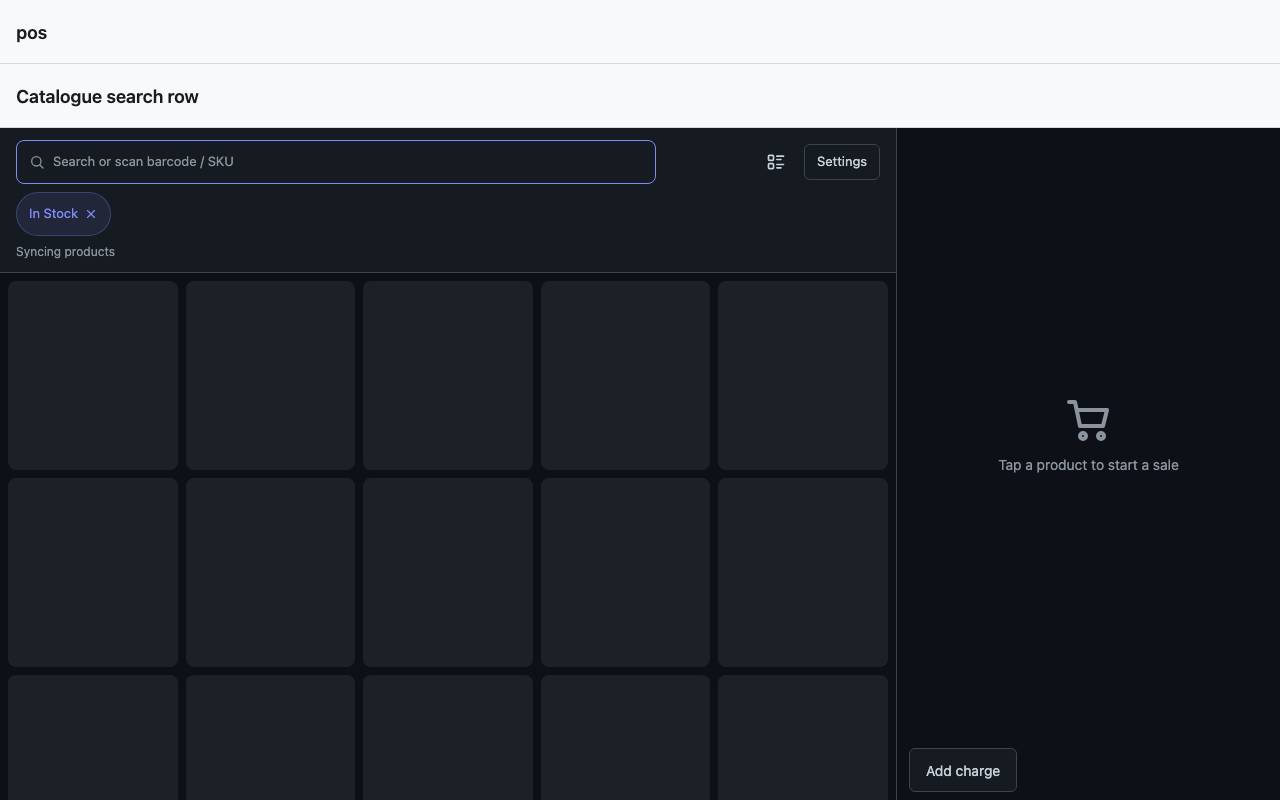 pos
Catalogue search row
Search or scan barcode / SKU
Settings
In Stock
Syncing products
Tap a product to start a sale
Add charge